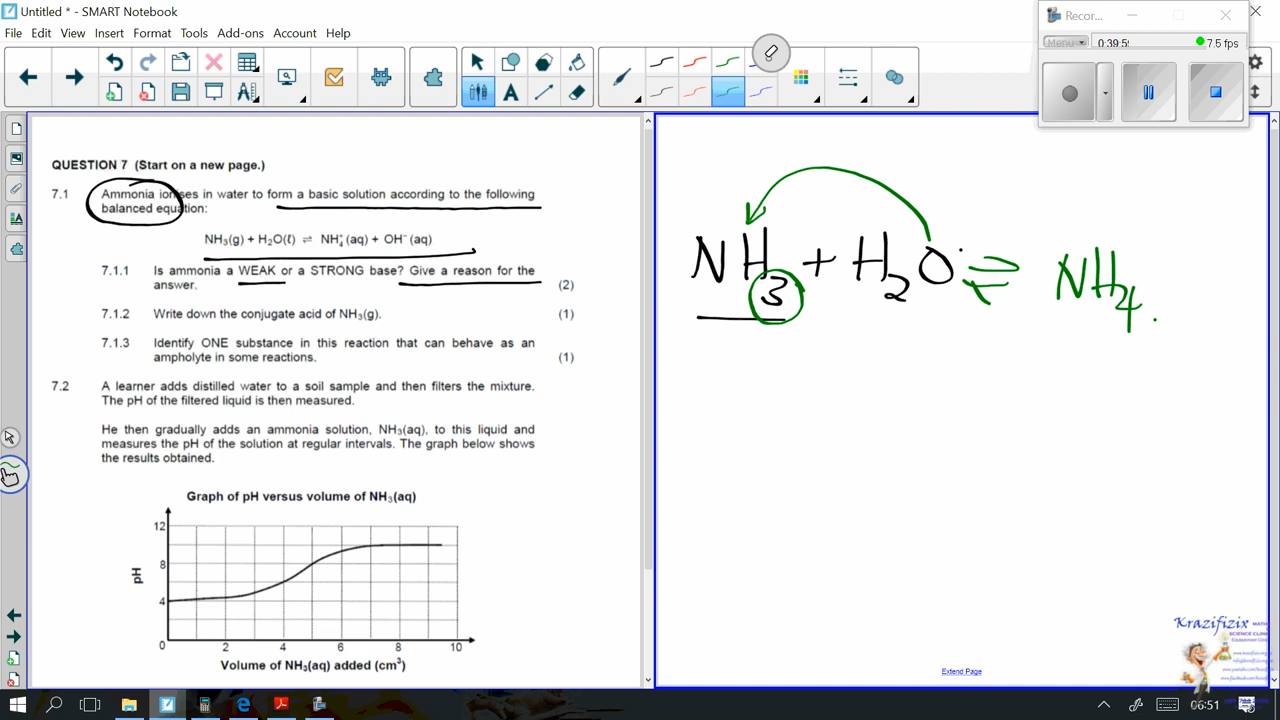 Untitled * - SMART Notebook
File Edit View Insert Format Tools Add-ons Account Help
Recor...
Menu
0:39:5
7.5 fps
QUESTION 7 (Start on a new page.)
7.1 Ammonia ionises in water to form a basic solution according to the following
balanced equation:
NH₃(g) + H₂O(ℓ) ⇌ NH₄⁺(aq) + OH⁻(aq)
7.1.1 Is ammonia a WEAK or a STRONG base? Give a reason for the
answer. (2)
7.1.2 Write down the conjugate acid of NH₃(g). (1)
7.1.3 Identify ONE substance in this reaction that can behave as an
ampholyte in some reactions. (1)
7.2 A learner adds distilled water to a soil sample and then filters the mixture.
The pH of the filtered liquid is then measured.
He then gradually adds an ammonia solution, NH₃(aq), to this liquid and
measures the pH of the solution at regular intervals. The graph below shows
the results obtained.
Graph of pH versus volume of NH₃(aq)
12
8
4
0 2 4 6 8 10
pH
Volume of NH₃(aq) added (cm³)
NH₃ + H₂O ⇌ NH₄
Extend Page
Krazifizix
SCIENCE CLINIC
06:51